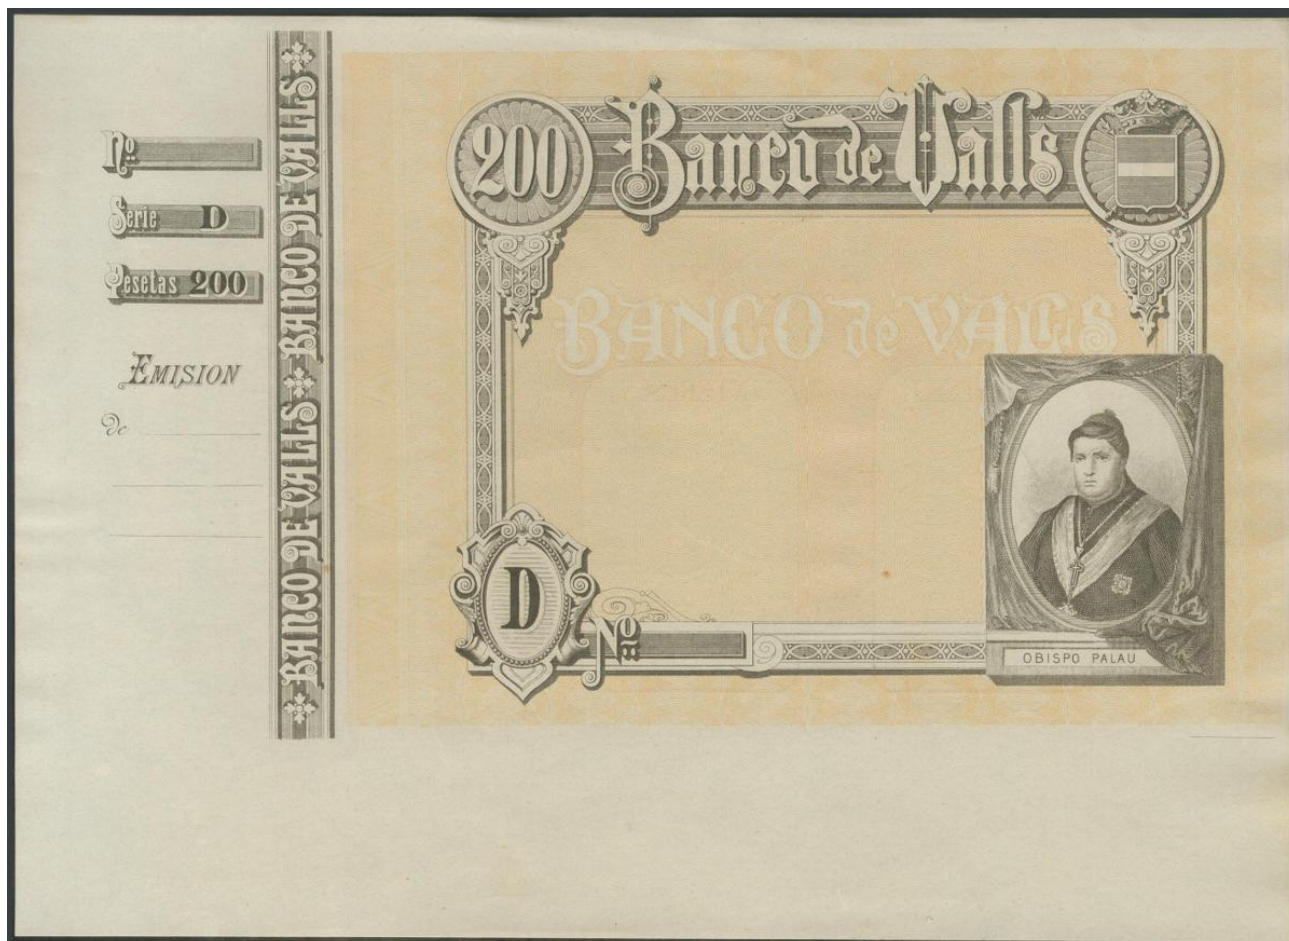 Nº
Serie D
Pesetas 200
EMISION
de
BANCO DE VALLS BANCO DE VALLS
200 Banco de Valls
BANCO de VALLS
D
Nº
OBISPO PALAU